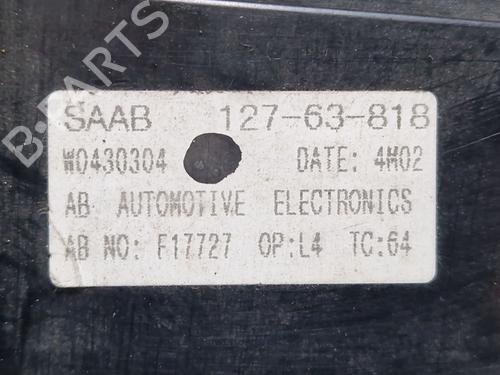 B-PARTS
SAAB 127-63-818
W0430304 DATE: 4M02
AB AUTOMOTIVE ELECTRONICS
AB NO: F17727 OP:L4 TC:64